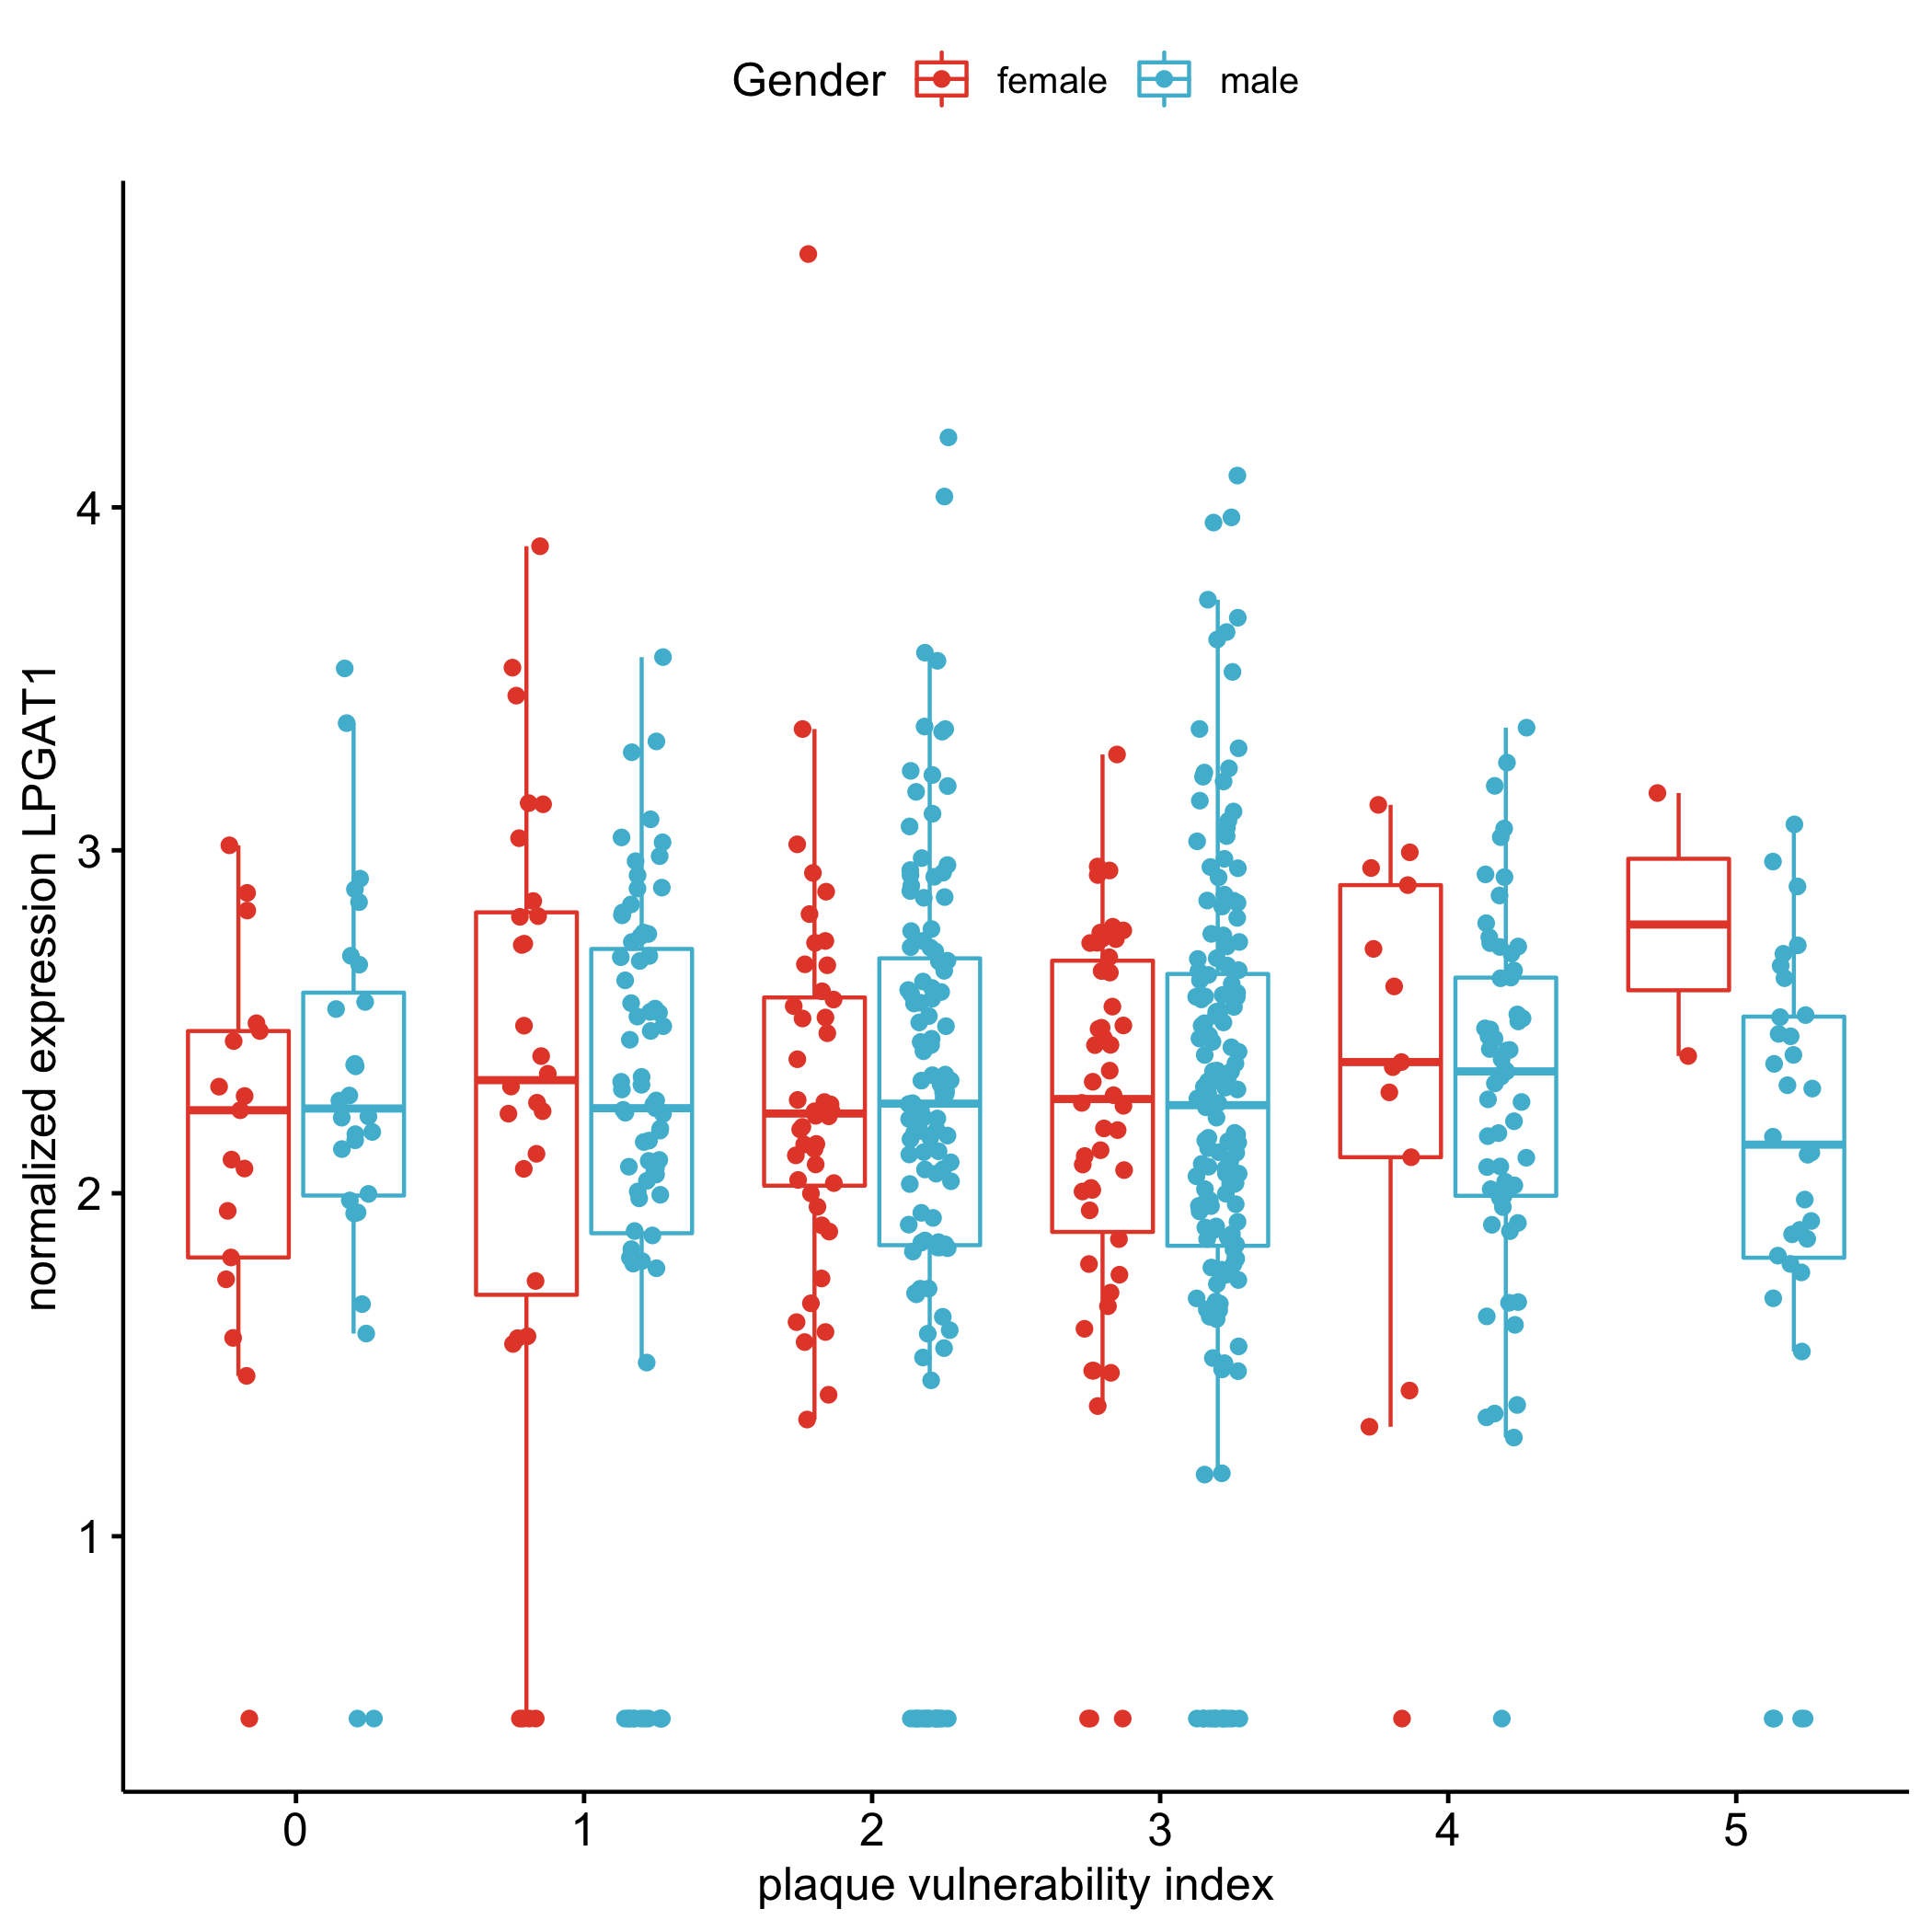 Gender female male
normalized expression LPGAT1
4
3
2
1
0 1 2 3 4 5
plaque vulnerability index